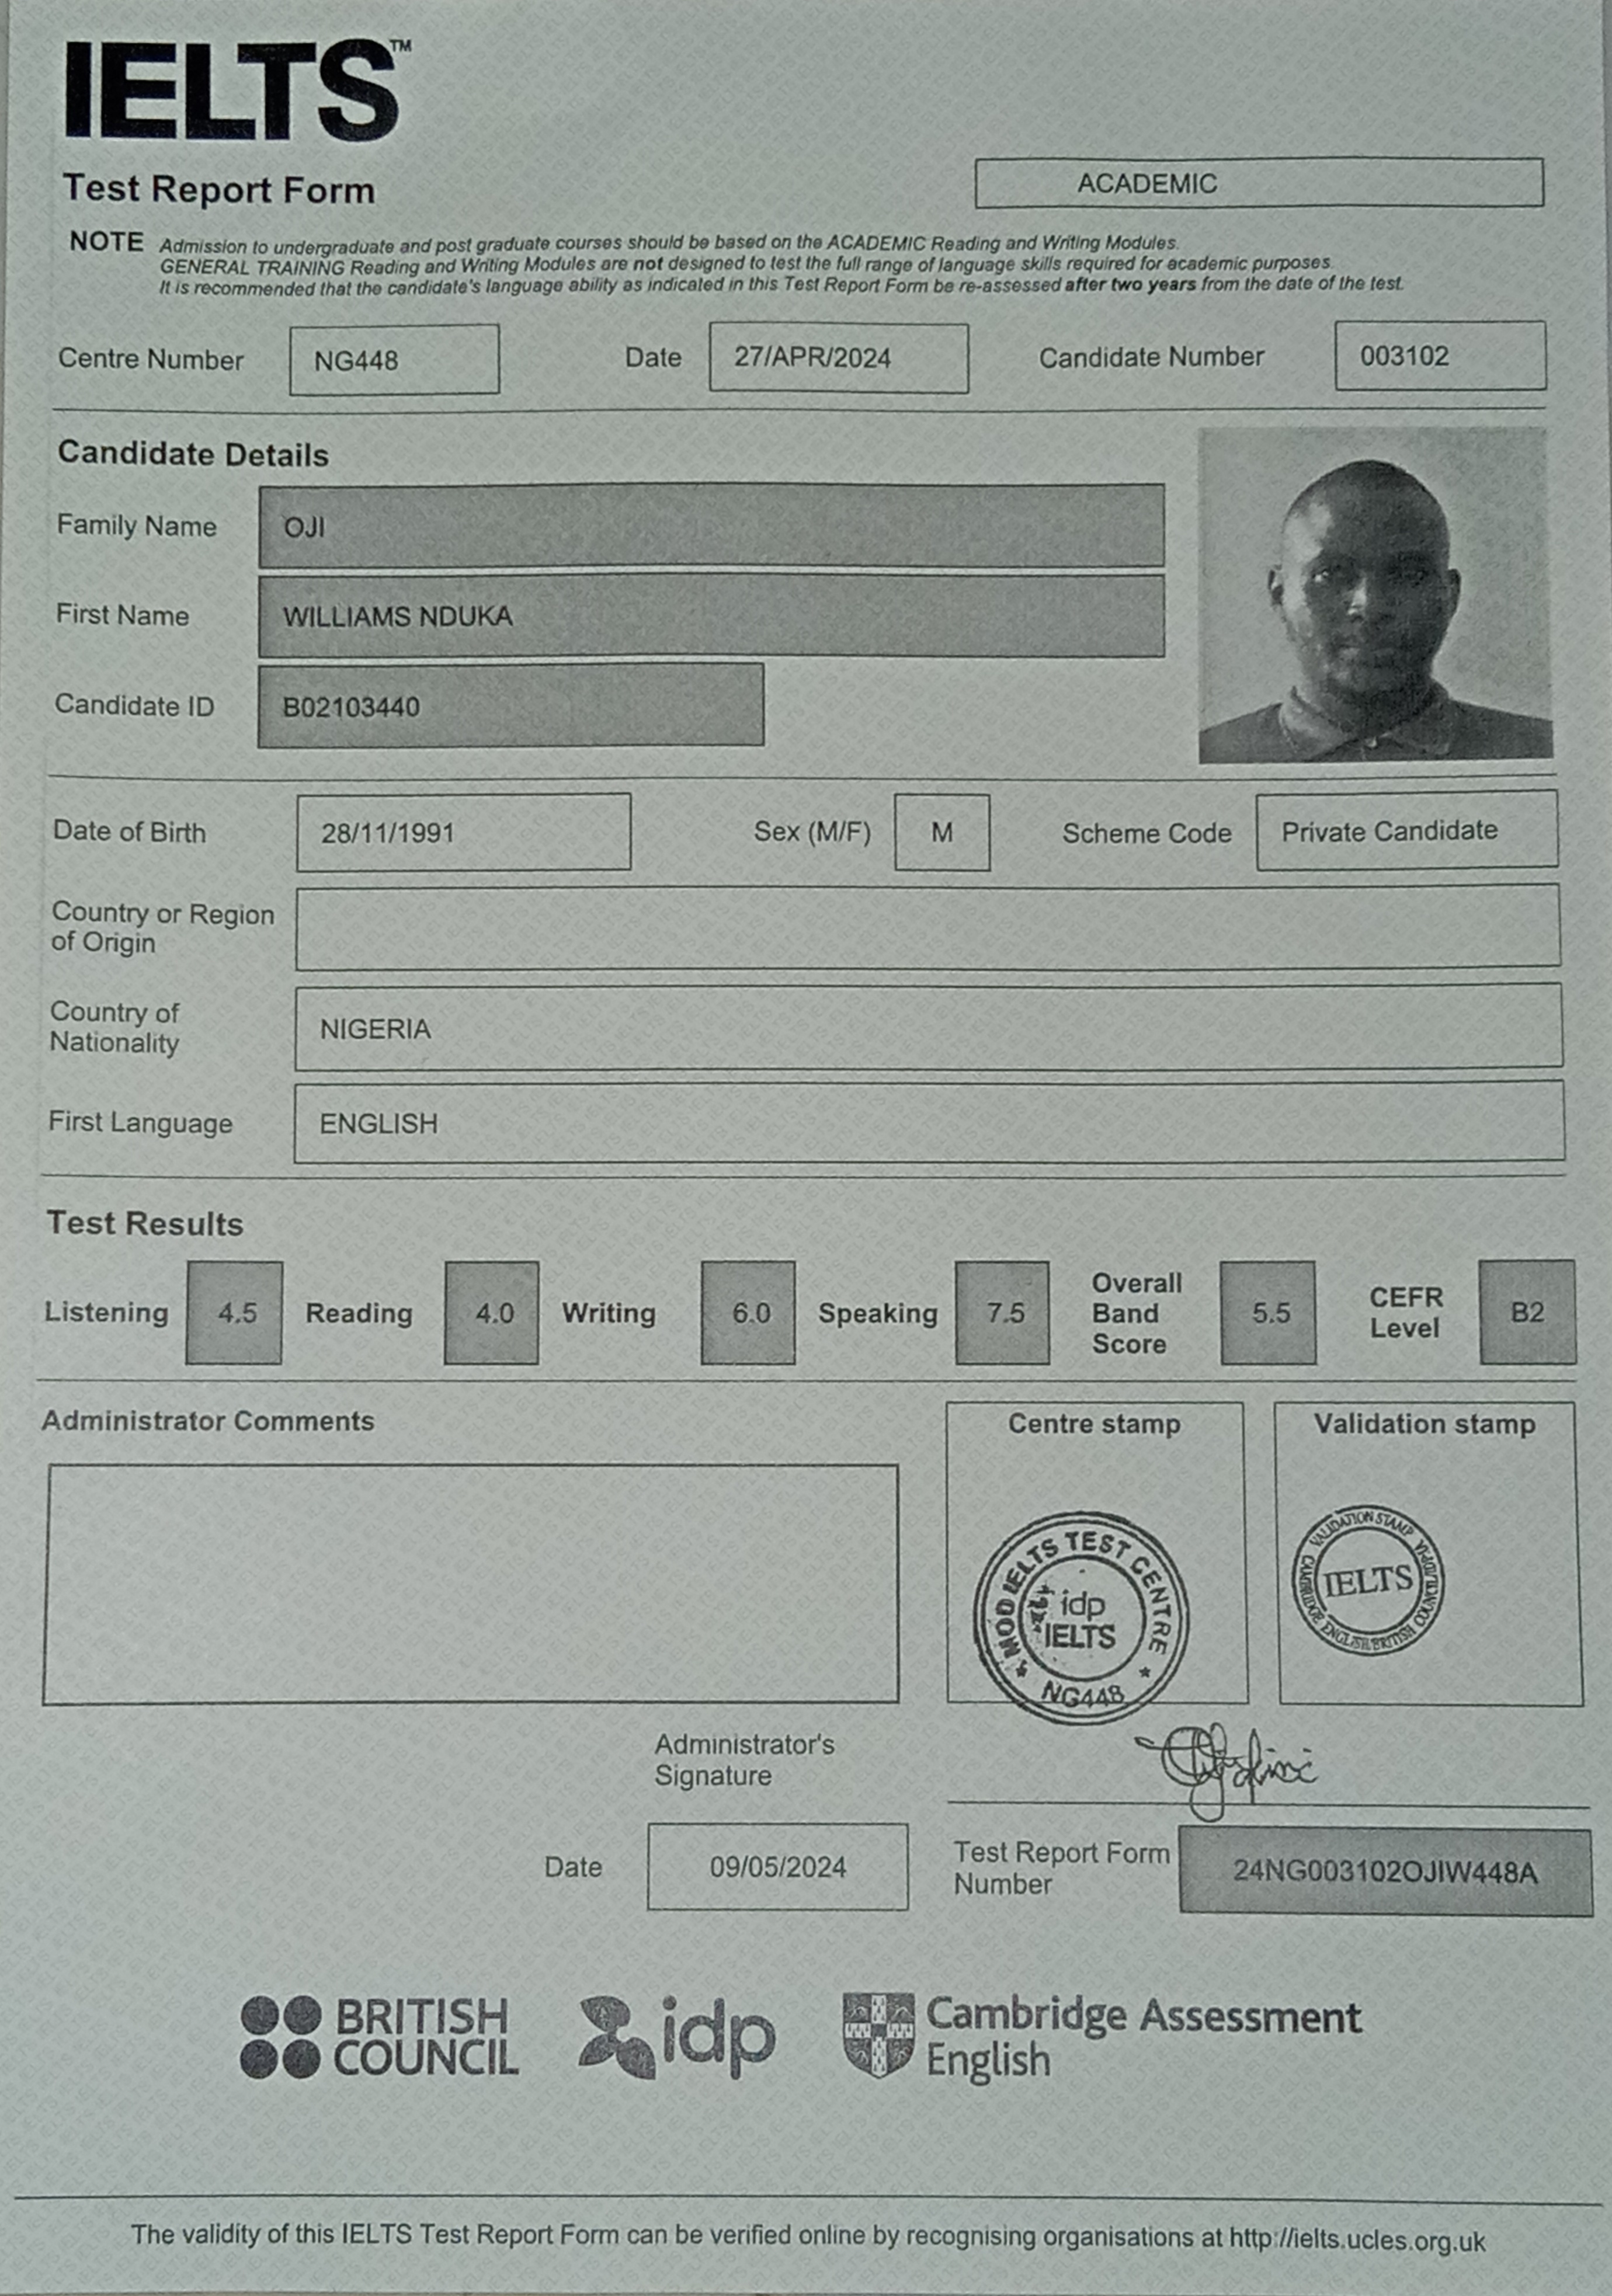 IELTS™
Test Report Form
ACADEMIC
NOTE Admission to undergraduate and post graduate courses should be based on the ACADEMIC Reading and Writing Modules.
GENERAL TRAINING Reading and Writing Modules are not designed to test the full range of language skills required for academic purposes.
It is recommended that the candidate's language ability as indicated in this Test Report Form be re-assessed after two years from the date of the test.
Centre Number NG448 Date 27/APR/2024 Candidate Number 003102
Candidate Details
Family Name OJI
First Name WILLIAMS NDUKA
Candidate ID B02103440
Date of Birth 28/11/1991 Sex (M/F) M Scheme Code Private Candidate
Country or Region
of Origin
Country of
Nationality
NIGERIA
First Language ENGLISH
Test Results
Listening 4.5 Reading 4.0 Writing 6.0 Speaking 7.5 Overall Band Score 5.5 CEFR Level B2
Administrator Comments
Centre stamp
MOD IELTS TEST CENTRE
idp
IELTS
NG448
Validation stamp
VALIDATION STAMP
CAMBRIDGE ENGLISH/BRITISH COUNCIL/IDP:IA
IELTS
Administrator's
Signature
Date 09/05/2024
Test Report Form
Number
24NG003102OJIW448A
BRITISH
COUNCIL
idp
Cambridge Assessment
English
The validity of this IELTS Test Report Form can be verified online by recognising organisations at http://ielts.ucles.org.uk